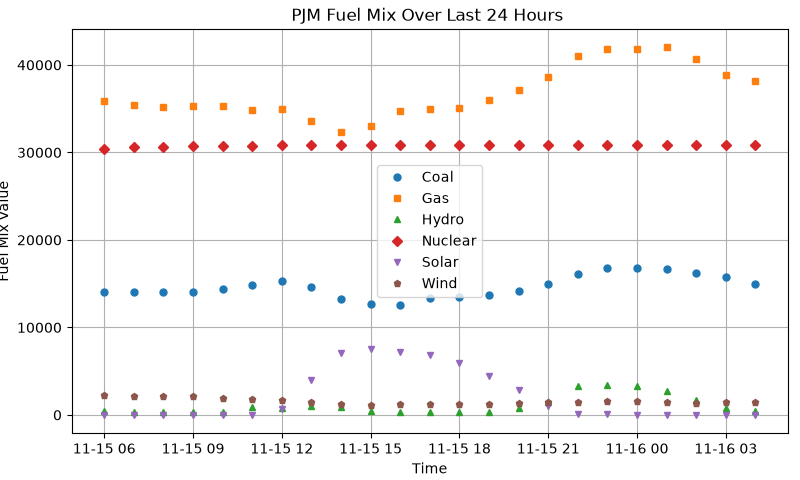 PJM Fuel Mix Over Last 24 Hours
Fuel Mix Value
40000
30000
20000
10000
0
Coal
Gas
Hydro
Nuclear
Solar
Wind
11-15 06 11-15 09 11-15 12 11-15 15 11-15 18 11-15 21 11-16 00 11-16 03
Time